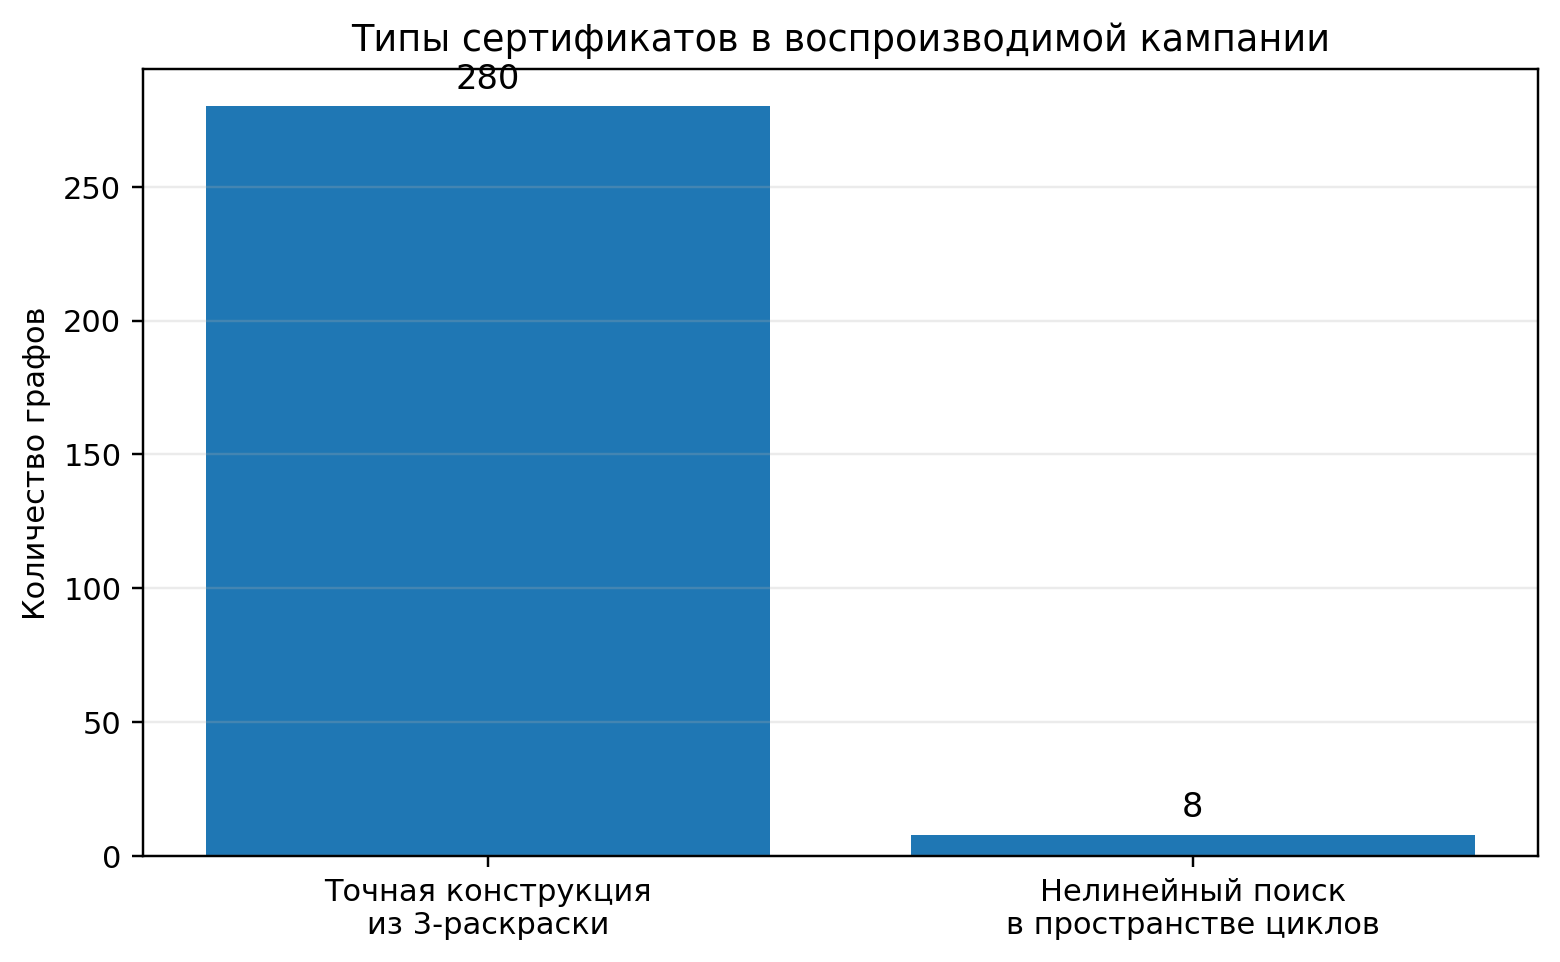 Типы сертификатов в воспроизводимой кампании
280
250
200
150
100
50
0
Количество графов
8
Точная конструкция
из 3-раскраски
Нелинейный поиск
в пространстве циклов